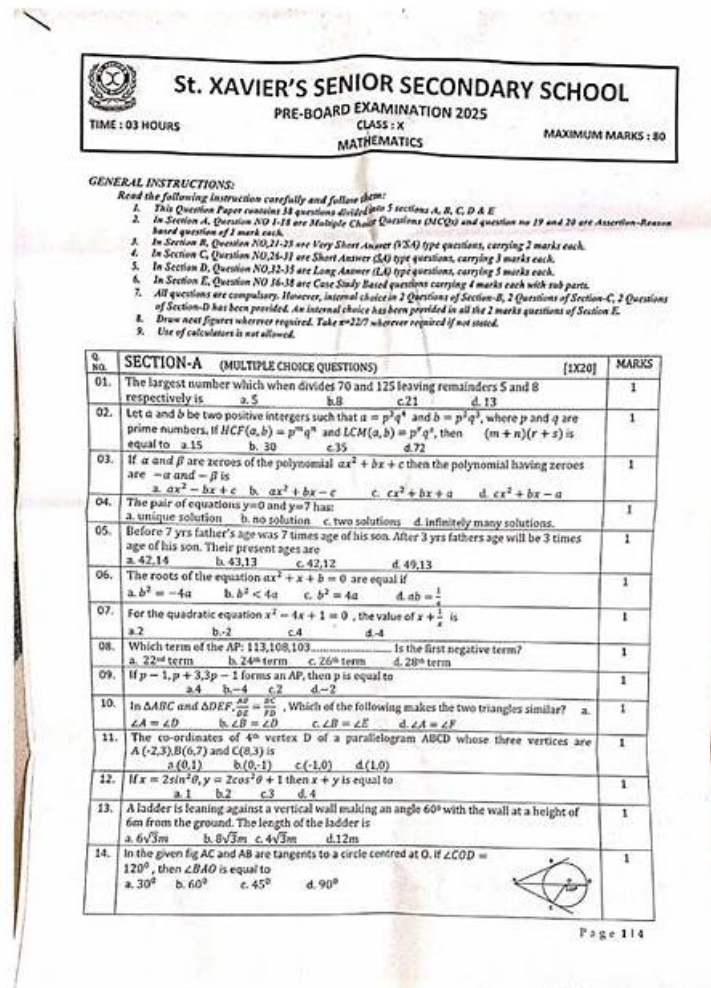 St. XAVIER'S SENIOR SECONDARY SCHOOL
PRE-BOARD EXAMINATION 2025
TIME : 03 HOURS
CLASS : X
MAXIMUM MARKS : 80
MATHEMATICS
GENERAL INSTRUCTIONS:
Read the following instruction carefully and follow them:
1. This Question Paper contains 38 questions divided into 5 sections A, B, C, D & E
2. In Section A, Question NO 1-18 are Multiple Choice Questions (MCQs) and question no 19 and 20 are Assertion-Reason
based question of 1 mark each.
3. In Section B, Question NO,21-25 are Very Short Answer (VSA) type questions, carrying 2 marks each.
4. In Section C, Question NO,26-31 are Short Answer (SA) type questions, carrying 3 marks each.
5. In Section D, Question NO,32-35 are Long Answer (LA) type questions, carrying 5 marks each.
6. In Section E, Question NO 36-38 are Case Study Based questions carrying 4 marks each with sub parts.
7. All questions are compulsory. However, internal choice in 2 Questions of Section-B, 2 Questions of Section-C, 2 Questions
of Section-D has been provided. An internal choice has been provided in all the 2 marks questions of Section E.
8. Draw neat figures wherever required. Take π=22/7 wherever required if not stated.
9. Use of calculators is not allowed.
Q. NO. SECTION-A (MULTIPLE CHOICE QUESTIONS) [1X20] MARKS
01. The largest number which when divides 70 and 125 leaving remainders 5 and 8 1
respectively is a. 5 b.8 c.21 d. 13
02. Let a and b be two positive intergers such that a = p³q⁴ and b = p²q³, where p and q are 1
prime numbers. If HCF(a,b) = pᵐqⁿ and LCM(a,b) = pʳqˢ, then (m + n)(r + s) is
equal to a.15 b. 30 c.35 d.72
03. If α and β are zeroes of the polynomial ax² + bx + c then the polynomial having zeroes 1
are −α and − β is
a. ax² − bx + c b. ax² + bx − c c. cx² + bx + a d. cx² + bx − a
04. The pair of equations y=0 and y=7 has: 1
a. unique solution b. no solution c. two solutions d. infinitely many solutions.
05. Before 7 yrs father's age was 7 times age of his son. After 3 yrs fathers age will be 3 times 1
age of his son. Their present ages are
a. 42,14 b. 43,13 c. 42,12 d. 49,13
06. The roots of the equation ax² + x + b = 0 are equal if 1
a. b² = −4a b. b² < 4a c. b² = 4a d. ab = 1/4
07. For the quadratic equation x² − 4x + 1 = 0 , the value of x + 1/x is 1
a.2 b.-2 c.4 d.-4
08. Which term of the AP: 113,108,103.................... Is the first negative term? 1
a. 22nd term b. 24th term c. 26th term d. 28th term
09. If p − 1, p + 3,3p − 1 forms an AP, then p is equal to 1
a.4 b.−4 c.2 d.−2
10. In ΔABC and ΔDEF, AB/DE = BC/FD , Which of the following makes the two triangles similar? a. 1
∠A = ∠D b. ∠B = ∠D c. ∠B = ∠E d. ∠A = ∠F
11. The co-ordinates of 4th vertex D of a parallelogram ABCD whose three vertices are 1
A (-2,3),B(6,7) and C(8,3) is
a.(0,1) b.(0,-1) c.(-1,0) d.(1,0)
12. If x = 2sin²θ, y = 2cos²θ + 1 then x + y is equal to 1
a. 1 b.2 c.3 d. 4
13. A ladder is leaning against a vertical wall making an angle 60⁰ with the wall at a height of 1
6m from the ground. The length of the ladder is
a. 6√3m b. 8√3m c. 4√3m d.12m
14. In the given fig AC and AB are tangents to a circle centred at O. If ∠COD = 1
120⁰ , then ∠BAO is equal to
a. 30⁰ b. 60⁰ c. 45⁰ d. 90⁰
Page 1|4